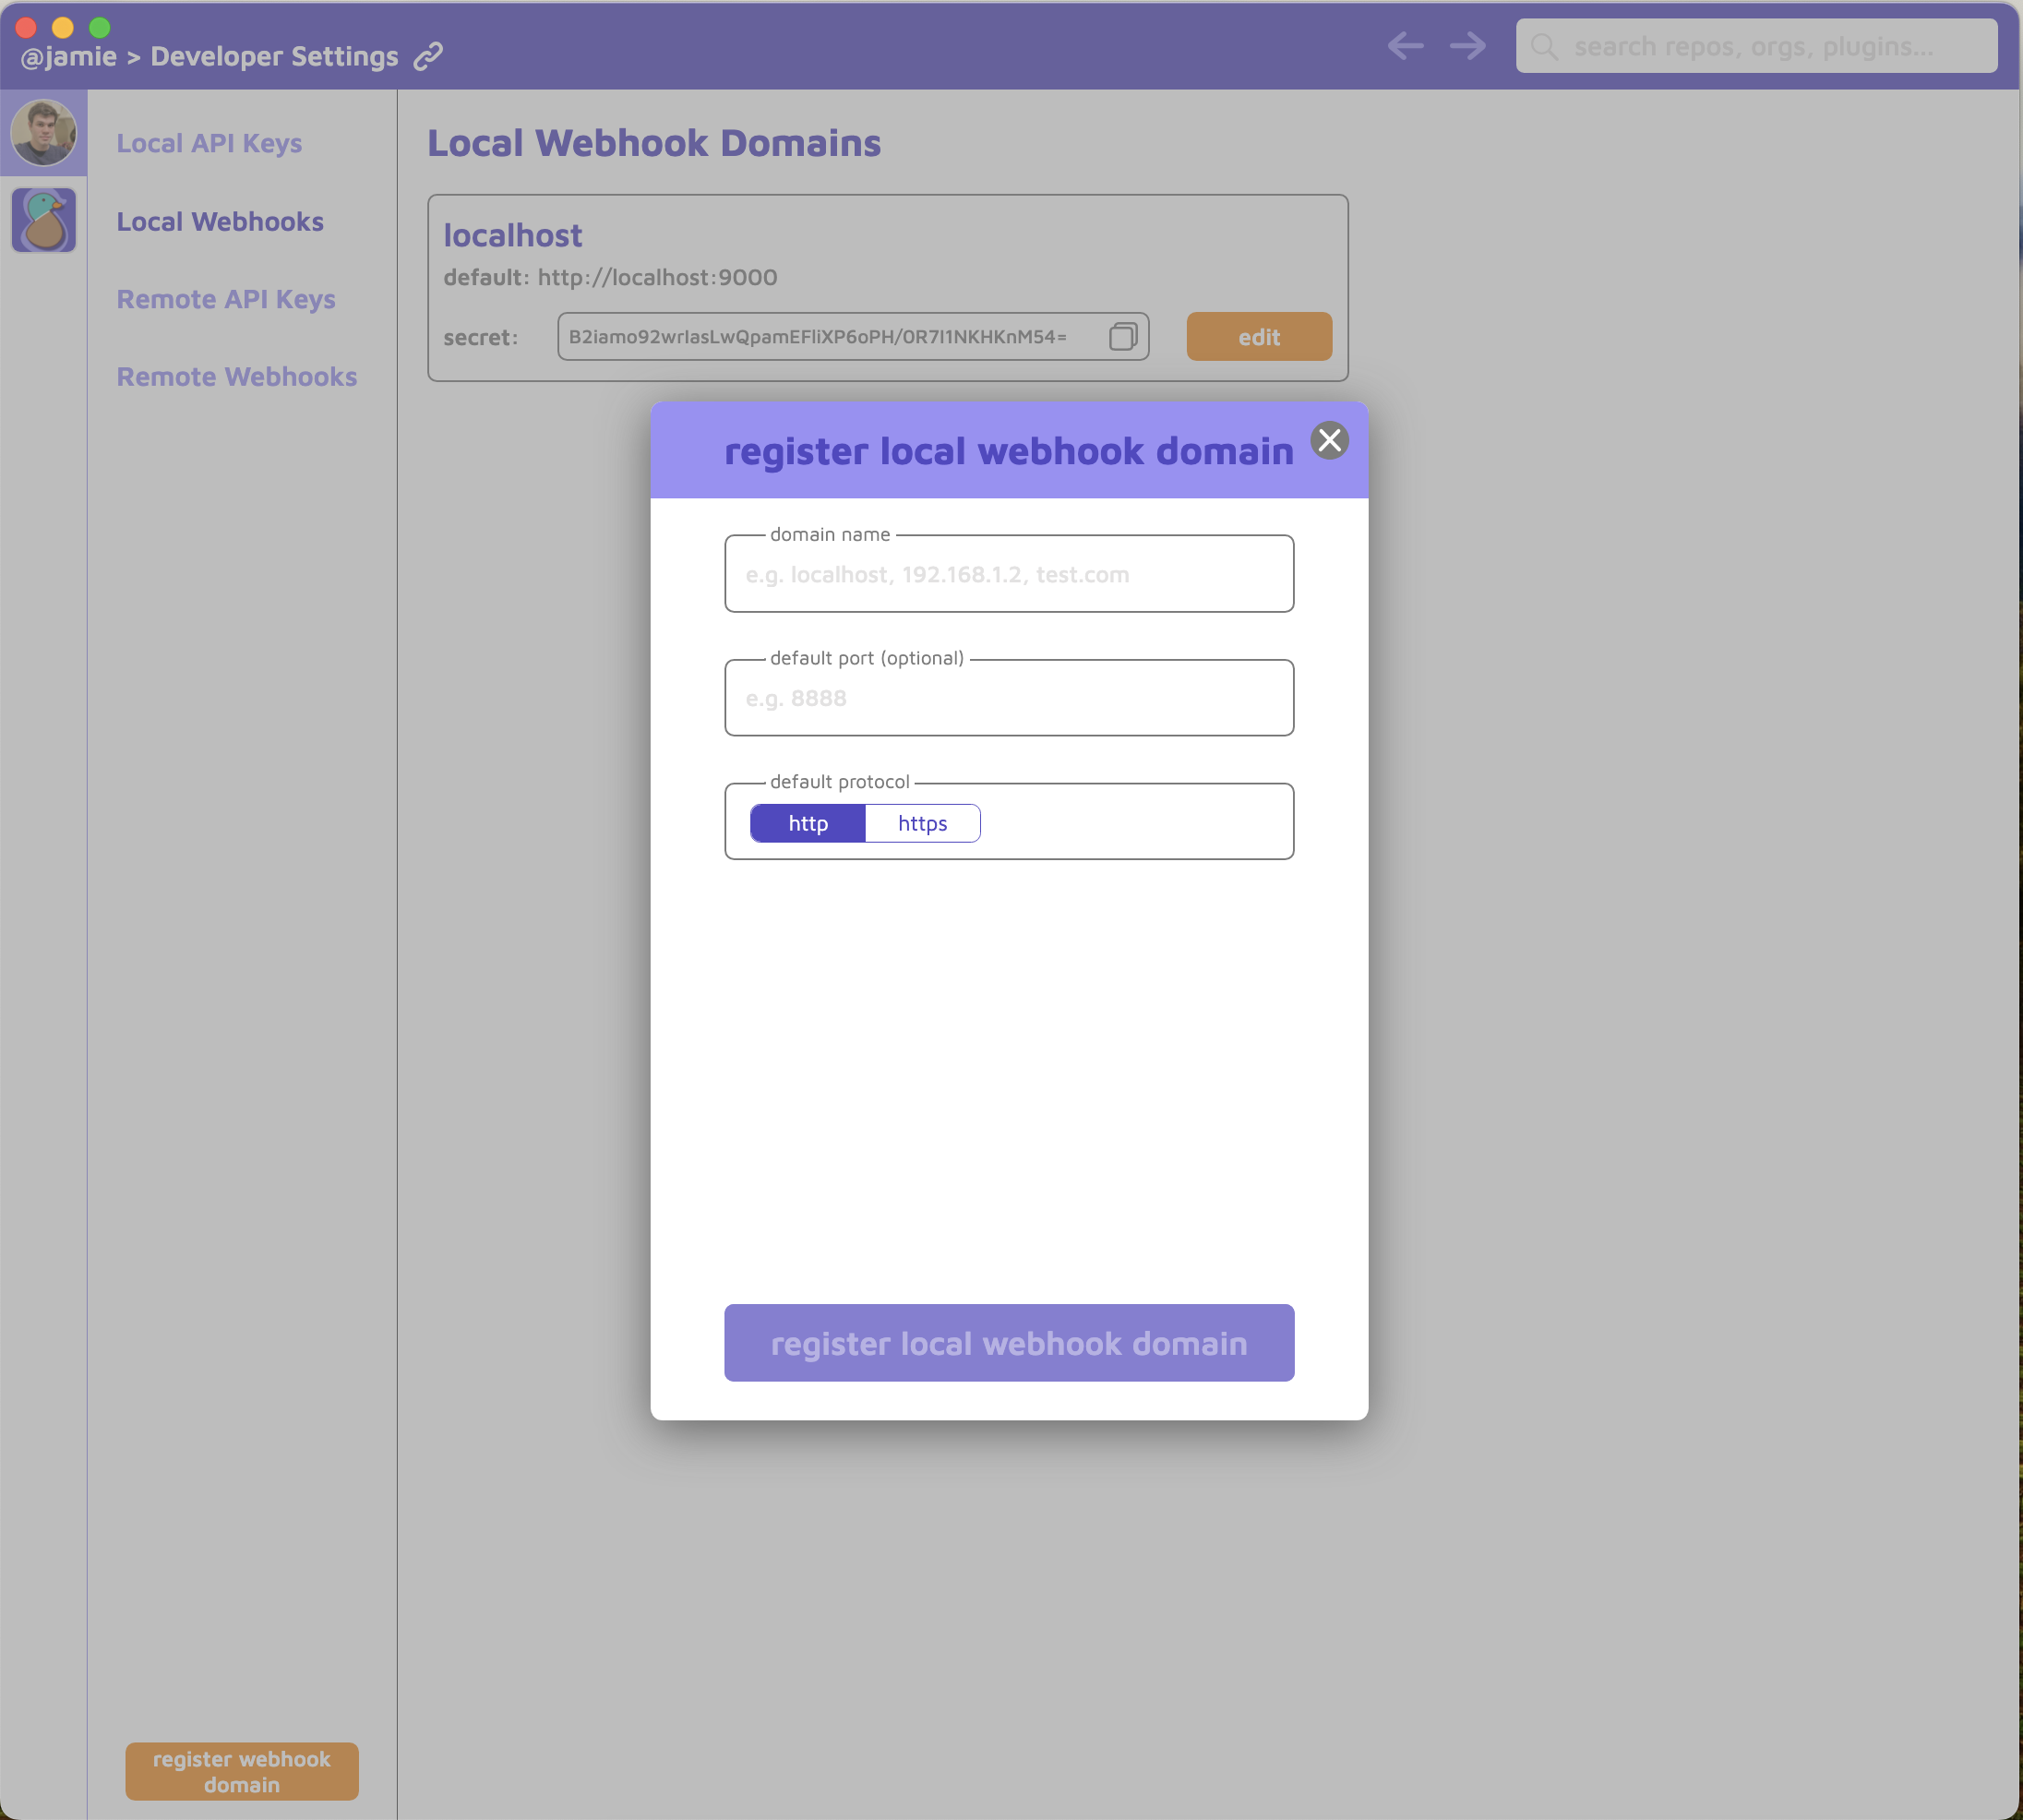 @jamie > Developer Settings
search repos, orgs, plugins...
Local API Keys
Local Webhooks
Remote API Keys
Remote Webhooks
register webhook
domain
Local Webhook Domains
localhost
default: http://localhost:9000
secret: B2iamo92wrIasLwQpamEFliXP6oPH/0R7I1NKHKnM54=
edit
register local webhook domain
domain name
e.g. localhost, 192.168.1.2, test.com
default port (optional)
e.g. 8888
default protocol
http https
register local webhook domain